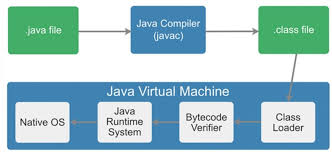 .java file
Java Compiler
(javac)
.class file
Java Virtual Machine
Native OS
Java
Runtime
System
Bytecode
Verifier
Class
Loader